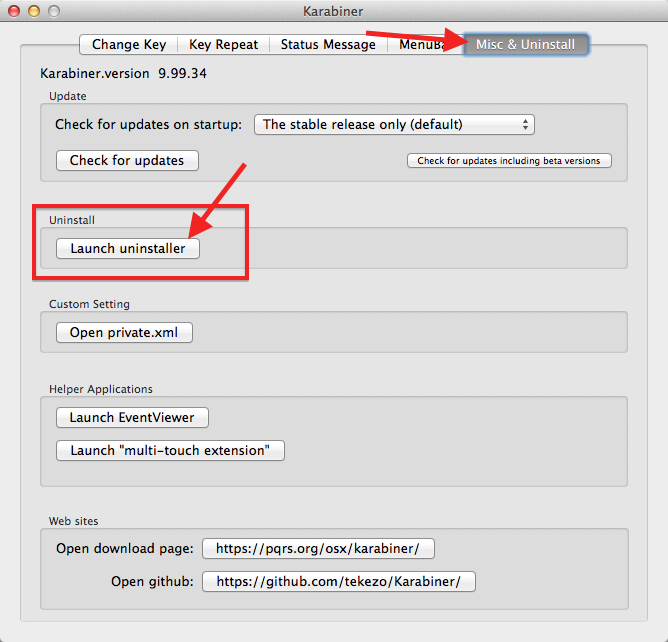 Karabiner
Change Key Key Repeat Status Message MenuBa Misc & Uninstall
Karabiner.version 9.99.34
Update
Check for updates on startup: The stable release only (default)
Check for updates Check for updates including beta versions
Uninstall
Launch uninstaller
Custom Setting
Open private.xml
Helper Applications
Launch EventViewer
Launch "multi-touch extension"
Web sites
Open download page: https://pqrs.org/osx/karabiner/
Open github: https://github.com/tekezo/Karabiner/